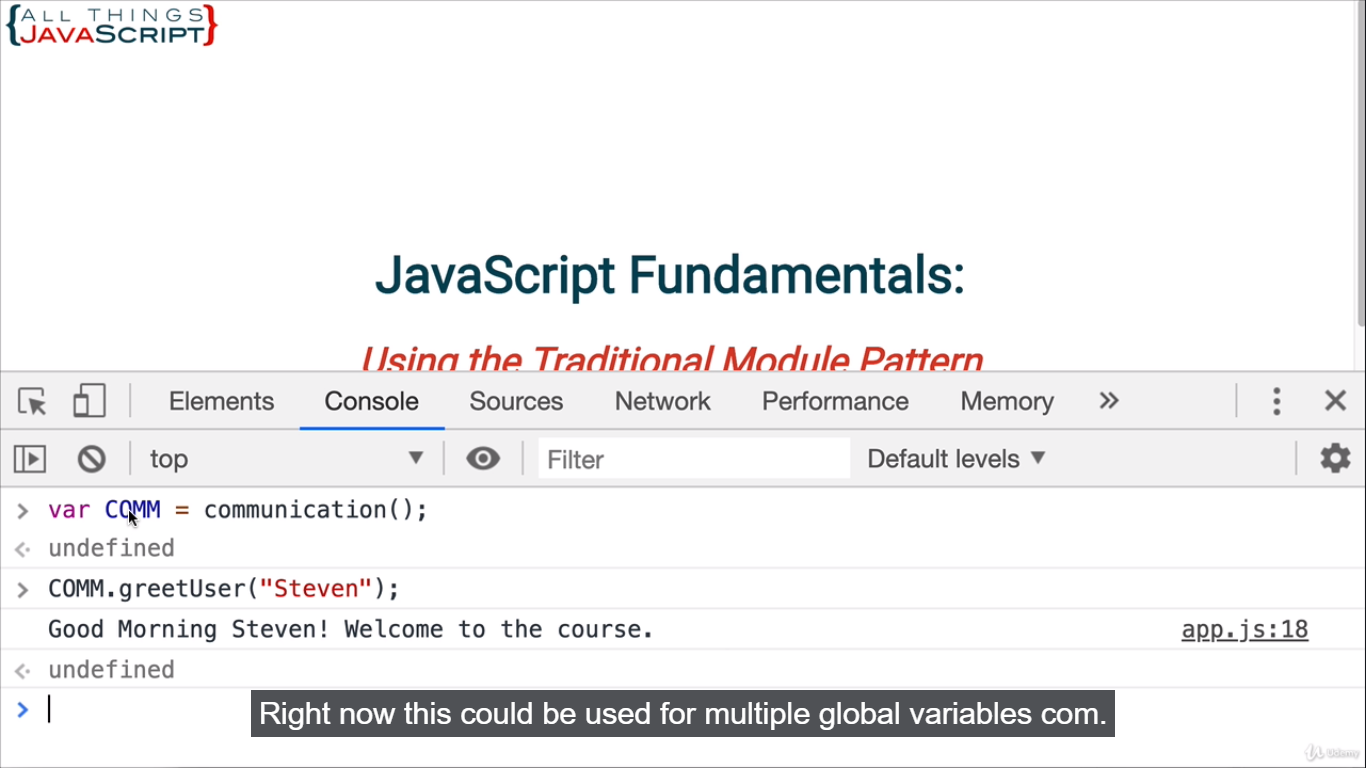 {ALL THINGS
JAVASCRIPT}
JavaScript Fundamentals:
Using the Traditional Module Pattern
Elements Console Sources Network Performance Memory »
top ▼ Filter Default levels ▼
> var COMM = communication();
undefined
> COMM.greetUser("Steven");
Good Morning Steven! Welcome to the course. app.js:18
undefined
>
Right now this could be used for multiple global variables com.
Udemy